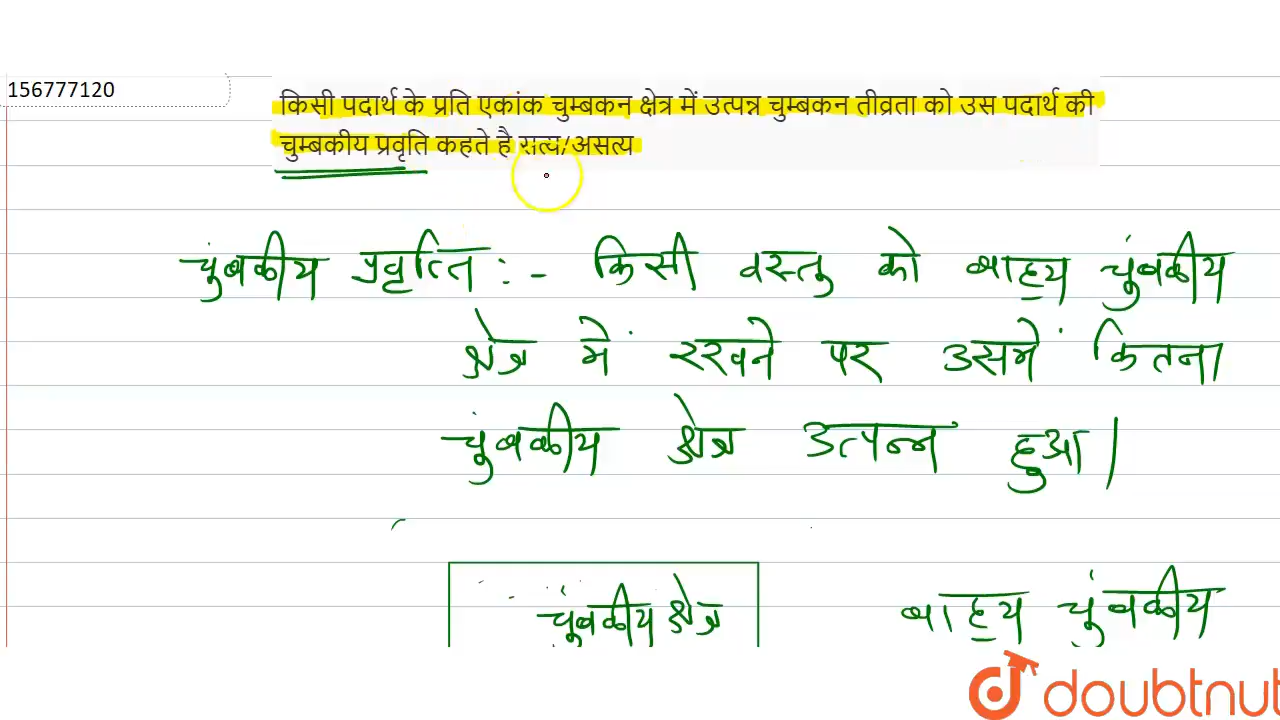 156777120
किसी पदार्थ के प्रति एकांक चुम्बकन क्षेत्र में उत्पन्न चुम्बकन तीव्रता को उस पदार्थ की
चुम्बकीय प्रवृति कहते है सत्य/असत्य
चुंबकीय प्रवृत्ति :- किसी वस्तु को बाह्य चुंबकीय
क्षेत्र में रखने पर उसमें कितना
चुंबकीय क्षेत्र उत्पन्न हुआ।
चुंबकीय क्षेत्र बाह्य चुंबकीय
doubtnut